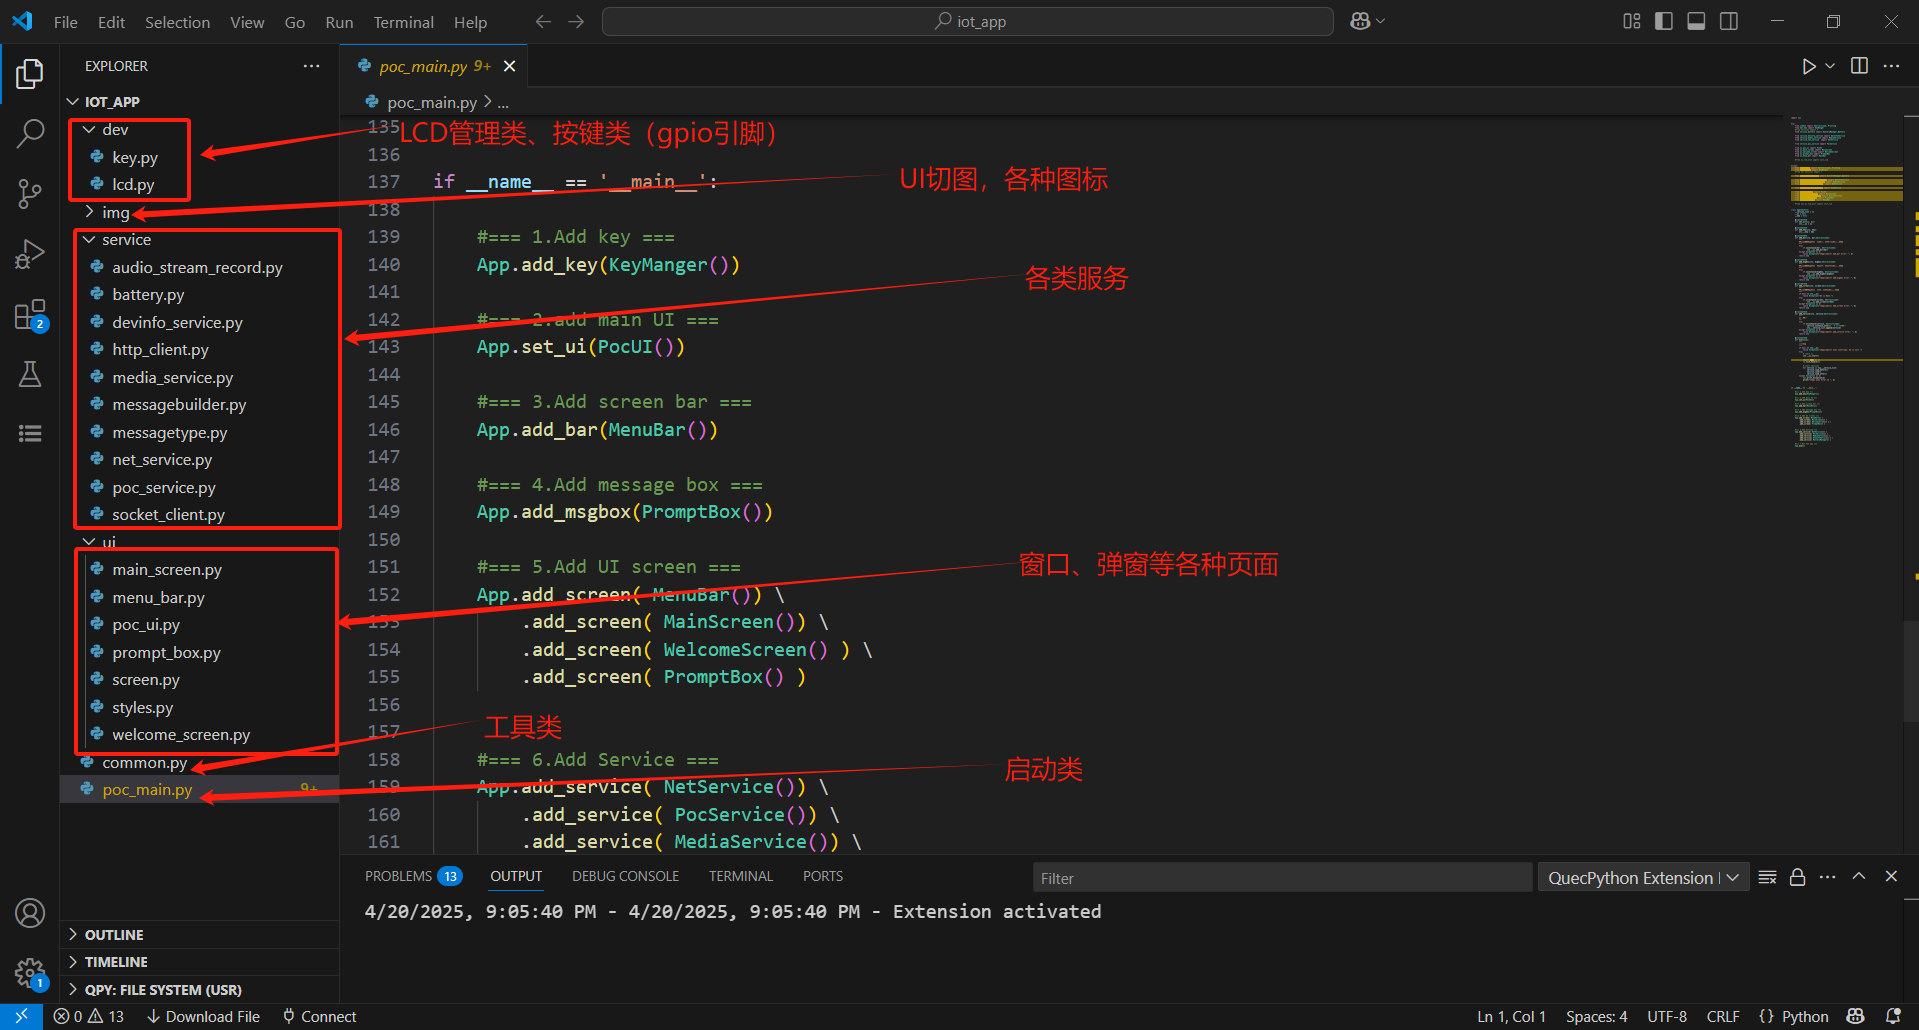 File Edit Selection View Go Run Terminal Help
iot_app
EXPLORER
IOT_APP
dev
key.py
lcd.py
img
service
audio_stream_record.py
battery.py
devinfo_service.py
http_client.py
media_service.py
messagebuilder.py
messagetype.py
net_service.py
poc_service.py
socket_client.py
ui
main_screen.py
menu_bar.py
poc_ui.py
prompt_box.py
screen.py
styles.py
welcome_screen.py
common.py
poc_main.py 9+
OUTLINE
TIMELINE
QPY: FILE SYSTEM (USR)
2
1
poc_main.py 9+
poc_main.py > ...
135
LCD管理类、按键类（gpio引脚）
136
137 if __name__ == '__main__':
UI切图，各种图标
138
139 #=== 1.Add key ===
140 App.add_key(KeyManger())
各类服务
141
142 #=== 2.add main UI ===
143 App.set_ui(PocUI())
144
145 #=== 3.Add screen bar ===
146 App.add_bar(MenuBar())
147
148 #=== 4.Add message box ===
149 App.add_msgbox(PromptBox())
150
151 #=== 5.Add UI screen ===
窗口、弹窗等各种页面
152 App.add_screen( MenuBar()) \
153 .add_screen( MainScreen()) \
154 .add_screen( WelcomeScreen() ) \
155 .add_screen( PromptBox() )
156
157
工具类
158 #=== 6.Add Service ===
启动类
159 App.add_service( NetService()) \
160 .add_service( PocService()) \
161 .add_service( MediaService()) \
PROBLEMS 13 OUTPUT DEBUG CONSOLE TERMINAL PORTS
Filter
QuecPython Extension
4/20/2025, 9:05:40 PM - 4/20/2025, 9:05:40 PM - Extension activated
0 13 Download File Connect
Ln 1, Col 1 Spaces: 4 UTF-8 CRLF {} Python